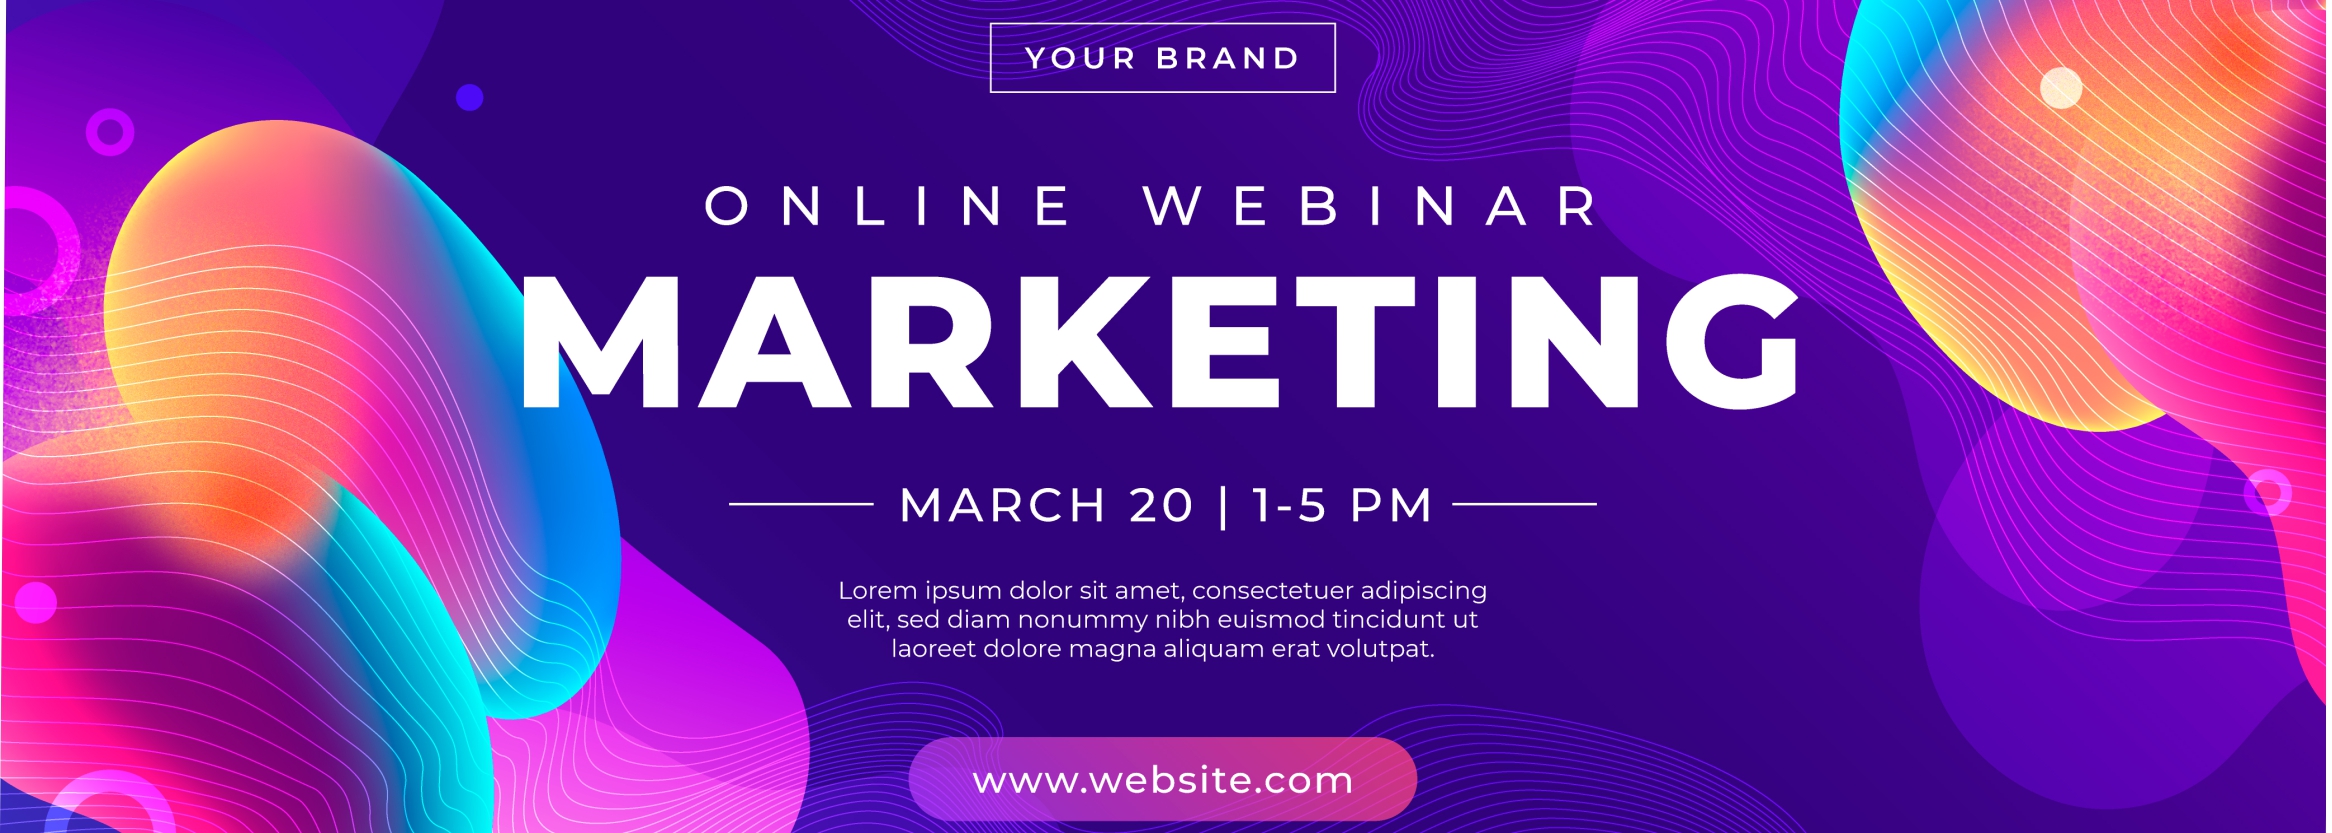 YOUR BRAND
ONLINE WEBINAR
MARKETING
MARCH 20 | 1-5 PM
Lorem ipsum dolor sit amet, consectetuer adipiscing
elit, sed diam nonummy nibh euismod tincidunt ut
laoreet dolore magna aliquam erat volutpat.
www.website.com